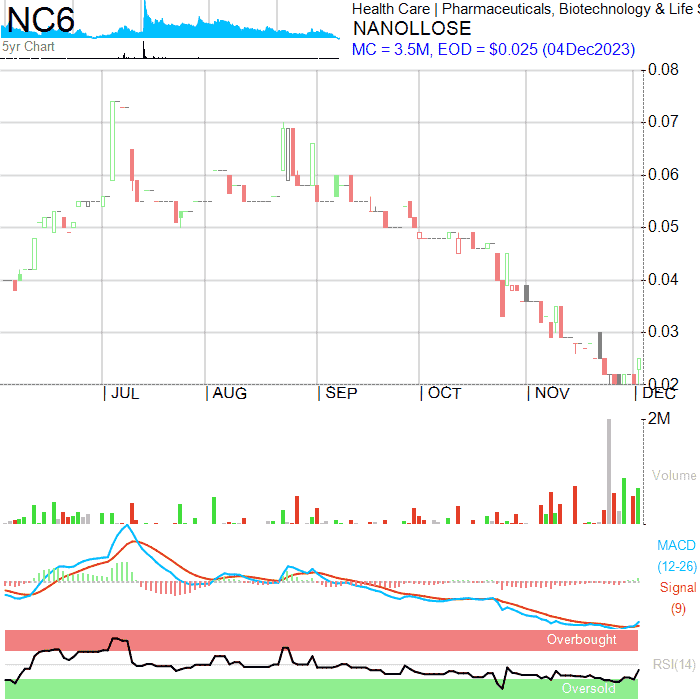 NC6
5yr Chart
Health Care | Pharmaceuticals, Biotechnology & Life
NANOLLOSE
MC = 3.5M, EOD = $0.025 (04Dec2023)
0.08
0.07
0.06
0.05
0.04
0.03
0.02
JUL AUG SEP OCT NOV DEC
2M
Volume
MACD
(12-26)
Signal
(9)
Overbought
RSI(14)
Oversold